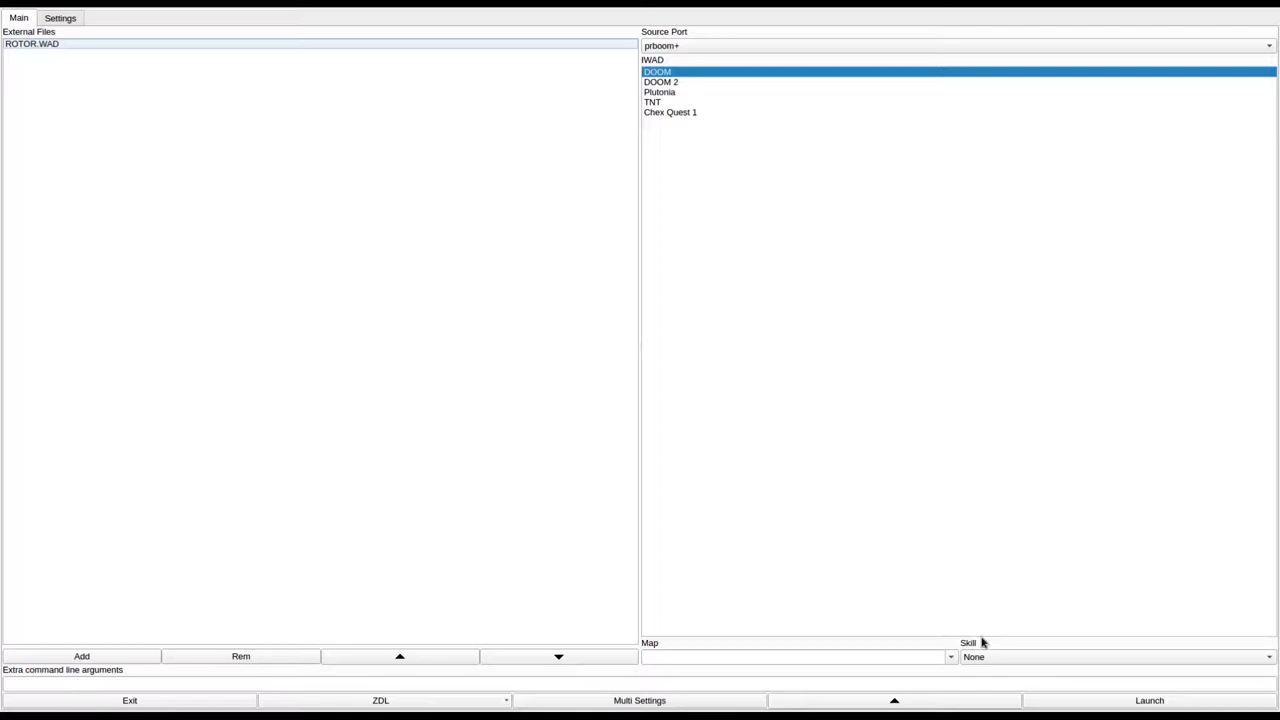 Main
Settings
External Files
ROTOR.WAD
Source Port
prboom+
IWAD
DOOM
DOOM 2
Plutonia
TNT
Chex Quest 1
Map
Skill
None
Add
Rem
Extra command line arguments
Exit
ZDL
Multi Settings
Launch